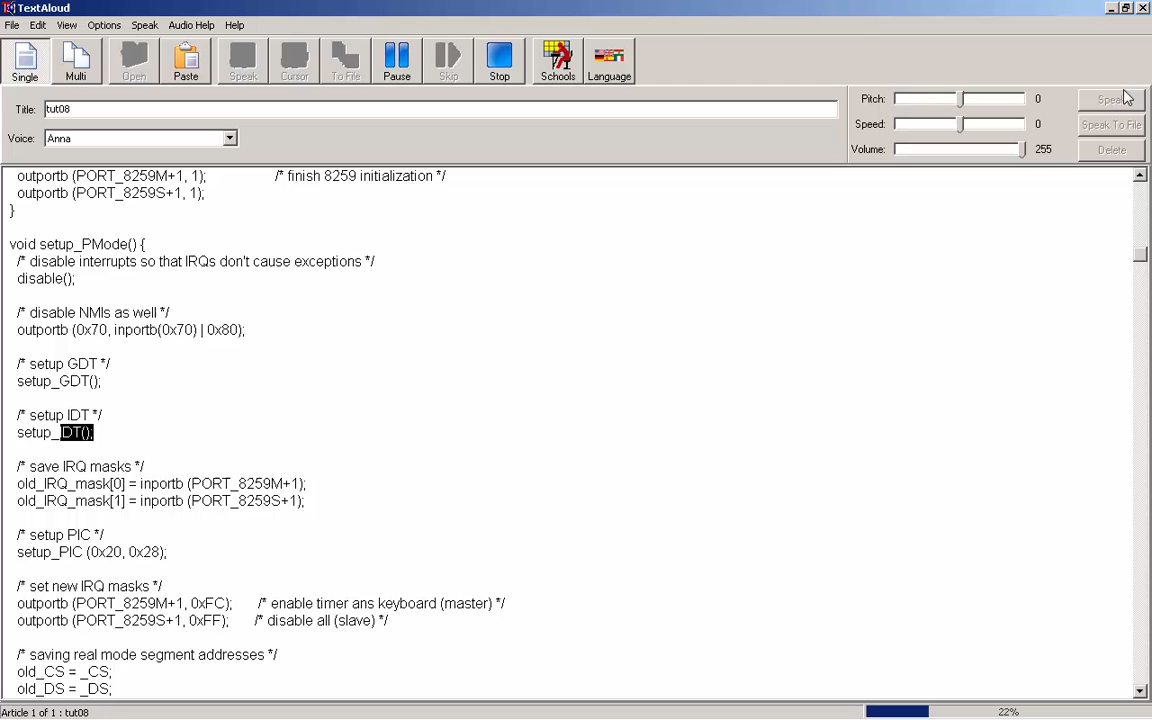 TextAloud
File Edit View Options Speak Audio Help Help
Single Multi Open Paste Speak Cursor To File Pause Skip Stop Schools Language
Title: tut08
Voice: Anna
Pitch: 0 Speak
Speed: 0 Speak To File
Volume: 255 Delete
outportb (PORT_8259M+1, 1); /* finish 8259 initialization */
outportb (PORT_8259S+1, 1);
}
void setup_PMode() {
/* disable interrupts so that IRQs don't cause exceptions */
disable();
/* disable NMIs as well */
outportb (0x70, inportb(0x70) | 0x80);
/* setup GDT */
setup_GDT();
/* setup IDT */
setup_IDT();
/* save IRQ masks */
old_IRQ_mask[0] = inportb (PORT_8259M+1);
old_IRQ_mask[1] = inportb (PORT_8259S+1);
/* setup PIC */
setup_PIC (0x20, 0x28);
/* set new IRQ masks */
outportb (PORT_8259M+1, 0xFC); /* enable timer ans keyboard (master) */
outportb (PORT_8259S+1, 0xFF); /* disable all (slave) */
/* saving real mode segment addresses */
old_CS = _CS;
old_DS = _DS;
Article 1 of 1 : tut08 22%